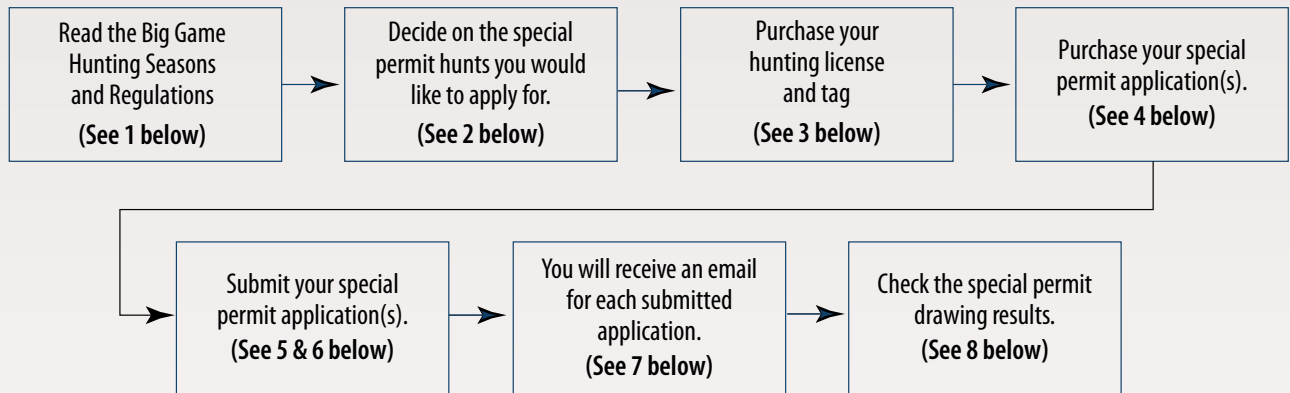 Read the Big Game
Hunting Seasons
and Regulations
(See 1 below)
Decide on the special
permit hunts you would
like to apply for.
(See 2 below)
Purchase your
hunting license
and tag
(See 3 below)
Purchase your special
permit application(s).
(See 4 below)
Submit your special
permit application(s).
(See 5 & 6 below)
You will receive an email
for each submitted
application.
(See 7 below)
Check the special permit
drawing results.
(See 8 below)